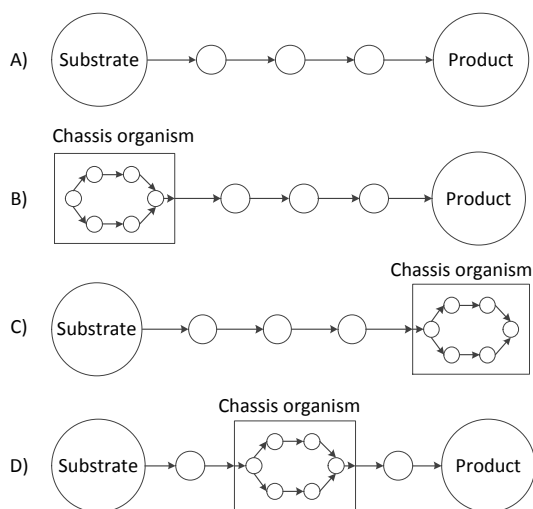 A) Substrate Product
Chassis organism
B) Product
Chassis organism
C) Substrate
Chassis organism
D) Substrate Product